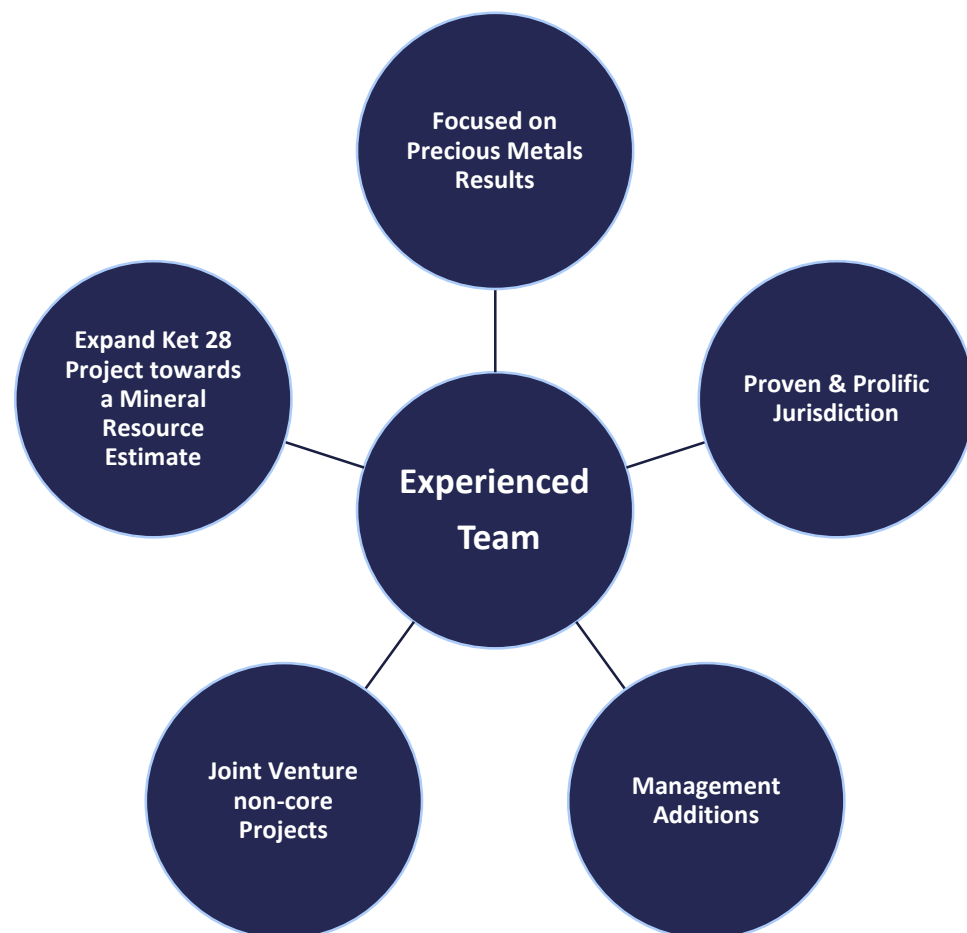 Focused on
Precious Metals
Results
Expand Ket 28
Project towards
a Mineral
Resource
Estimate
Proven & Prolific
Jurisdiction
Experienced
Team
Joint Venture
non-core
Projects
Management
Additions